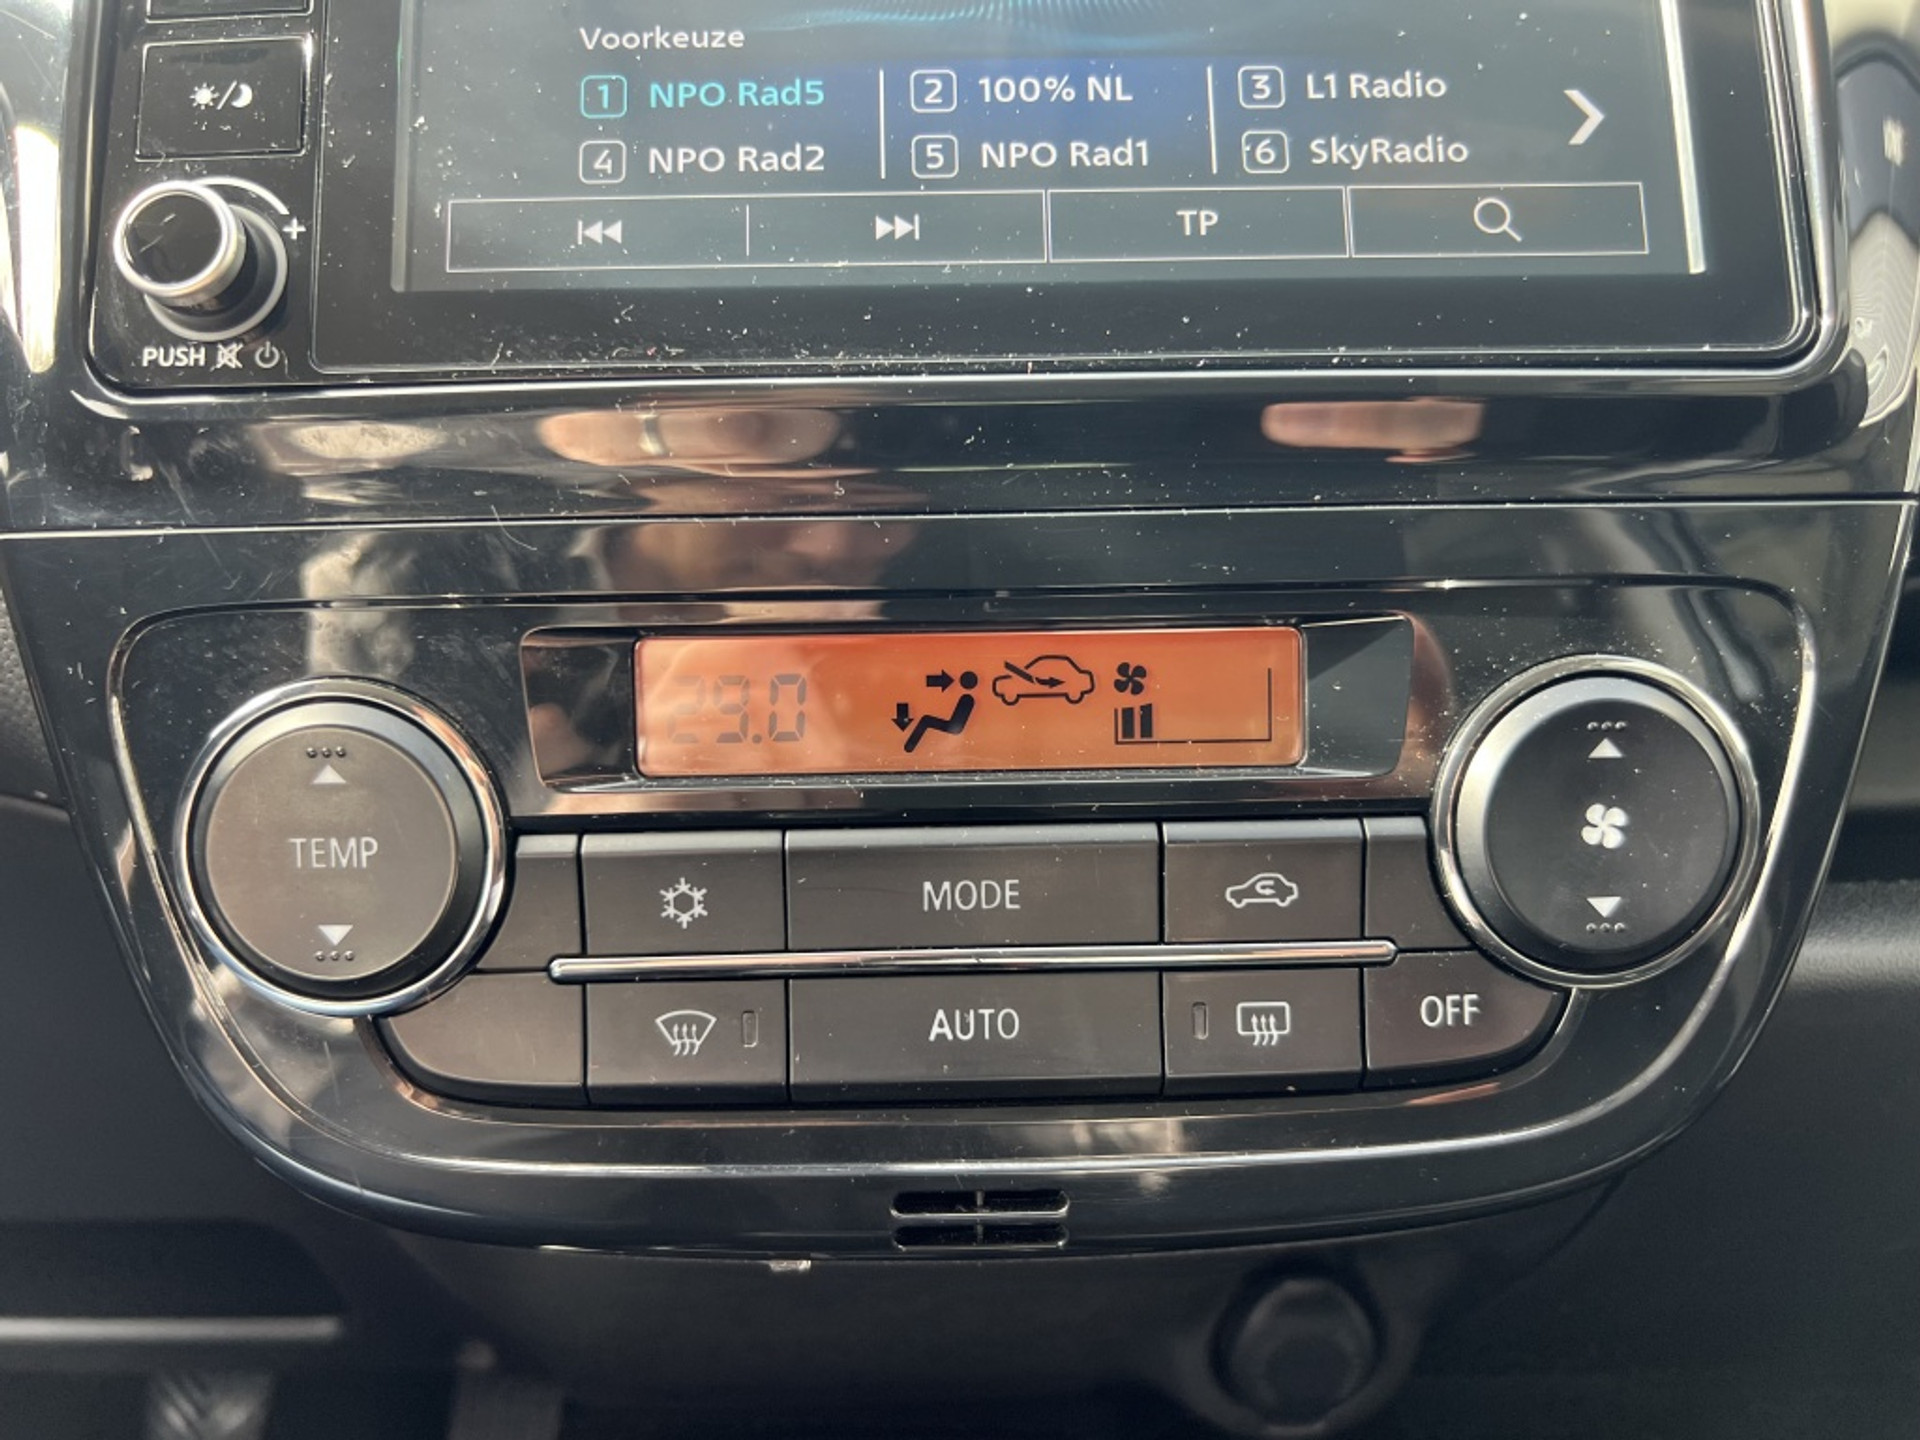 Voorkeuze
1 NPO Rad5 2 100% NL 3 L1 Radio
4 NPO Rad2 5 NPO Rad1 6 SkyRadio
TP
+
PUSH
29.0
TEMP
MODE
AUTO
OFF